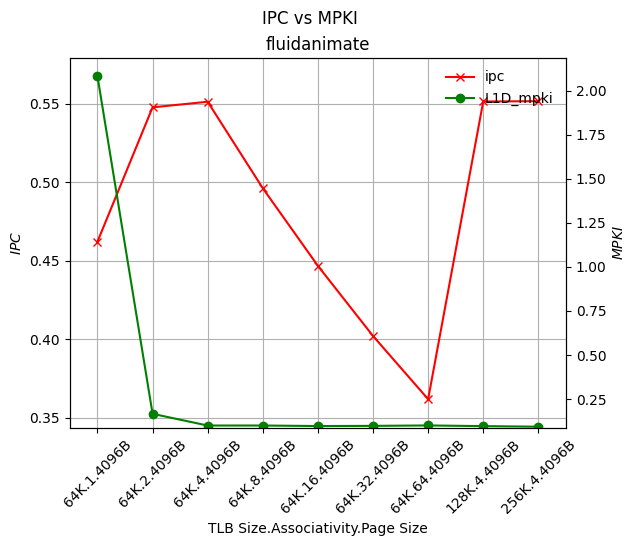 IPC vs MPKI
fluidanimate
ipc
L1D_mpki
0.55
0.50
0.45
0.40
0.35
IPC
2.00
1.75
1.50
1.25
1.00
0.75
0.50
0.25
MPKI
64K.1.4096B
64K.2.4096B
64K.4.4096B
64K.8.4096B
64K.16.4096B
64K.32.4096B
64K.64.4096B
128K.4.4096B
256K.4.4096B
TLB Size.Associativity.Page Size